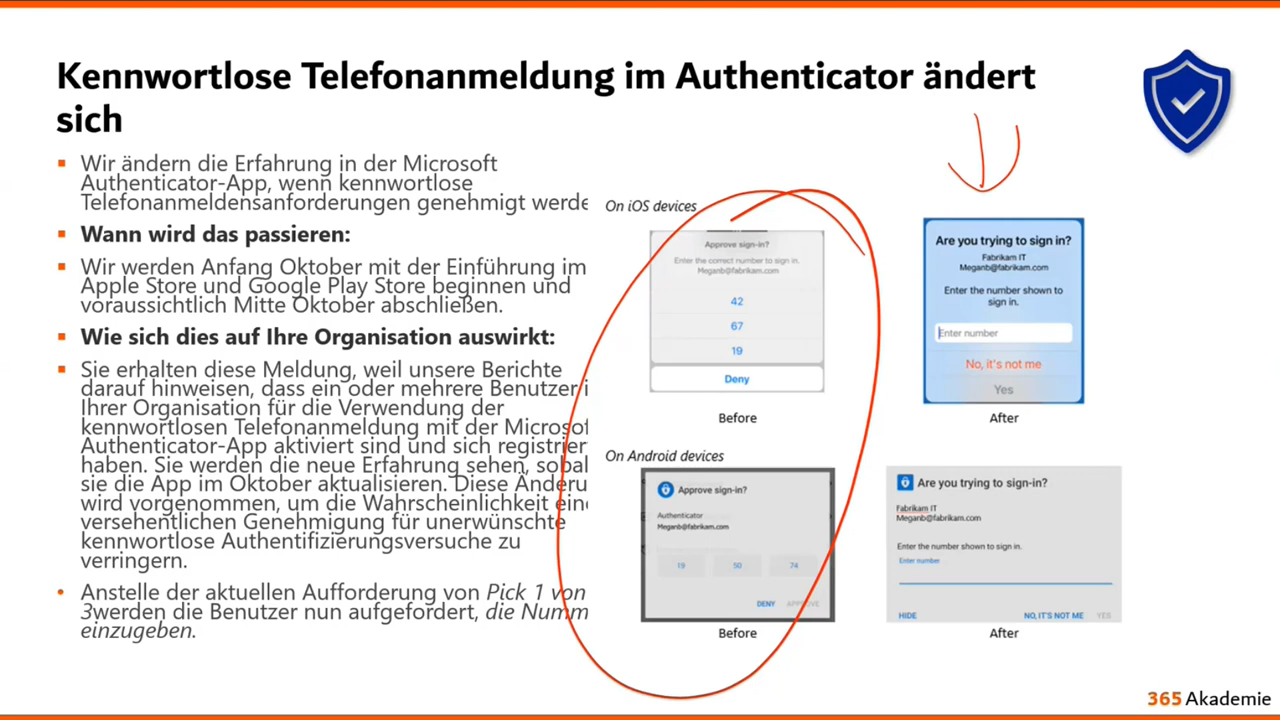 Kennwortlose Telefonanmeldung im Authenticator ändert
sich
Wir ändern die Erfahrung in der Microsoft
Authenticator-App, wenn kennwortlose
Telefonanmeldensanforderungen genehmigt werde
Wann wird das passieren:
Wir werden Anfang Oktober mit der Einführung im
Apple Store und Google Play Store beginnen und
voraussichtlich Mitte Oktober abschließen.
Wie sich dies auf Ihre Organisation auswirkt:
Sie erhalten diese Meldung, weil unsere Berichte
darauf hinweisen, dass ein oder mehrere Benutzer i
Ihrer Organisation für die Verwendung der
kennwortlosen Telefonanmeldung mit der Microsof
Authenticator-App aktiviert sind und sich registrier
haben. Sie werden die neue Erfahrung sehen, sobal
sie die App im Oktober aktualisieren. Diese Änderu
wird vorgenommen, um die Wahrscheinlichkeit ein
versehentlichen Genehmigung für unerwünschte
kennwortlose Authentifizierungsversuche zu
verringern.
Anstelle der aktuellen Aufforderung von Pick 1 von
3werden die Benutzer nun aufgefordert, die Numm
einzugeben.
On iOS devices
Approve sign-in?
Enter the correct number to sign in.
Meganb@fabrikam.com
42
67
19
Deny
Before
Are you trying to sign in?
Fabrikam IT
Meganb@fabrikam.com
Enter the number shown to
sign in.
Enter number
No, it's not me
Yes
After
On Android devices
Approve sign-in?
Authenticator
Meganb@fabrikam.com
19 50 74
DENY APPROVE
Before
Are you trying to sign-in?
Fabrikam IT
Meganb@fabrikam.com
Enter the number shown to sign in.
Enter number
HIDE NO, IT'S NOT ME YES
After
365 Akademie